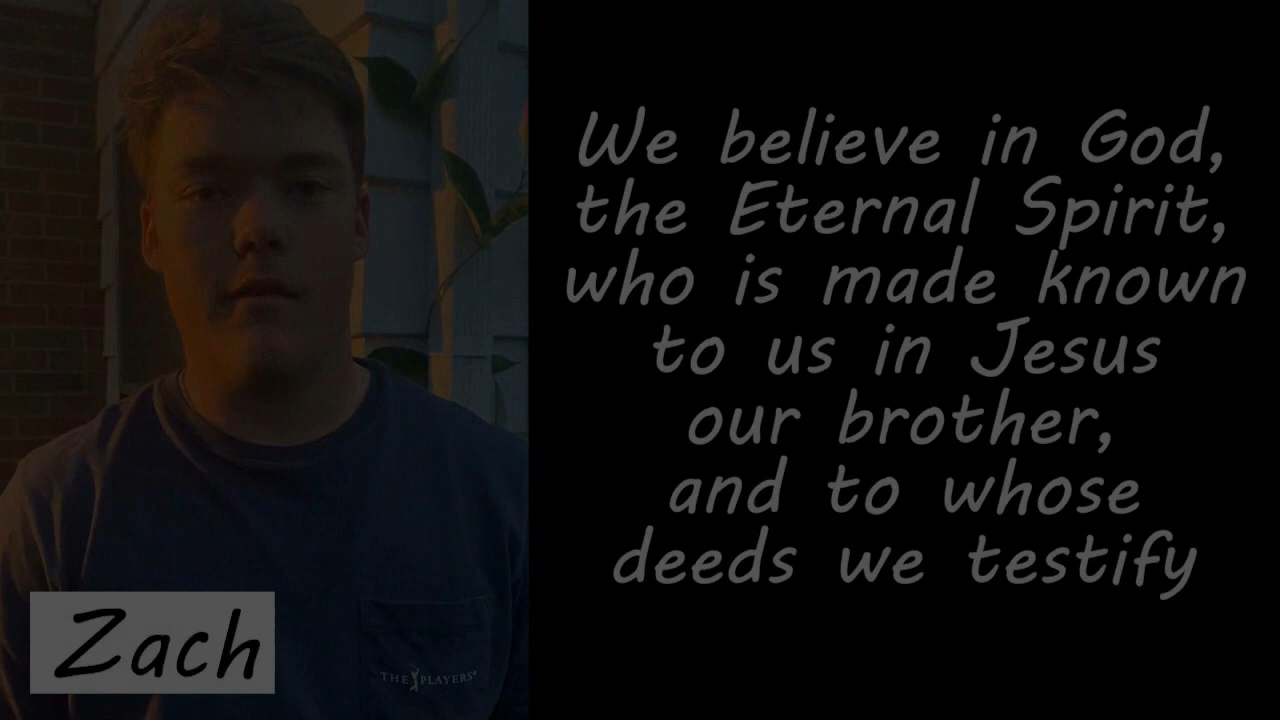 We believe in God,
the Eternal Spirit,
who is made known
to us in Jesus
our brother,
and to whose
deeds we testify
Zach
THE PLAYERS